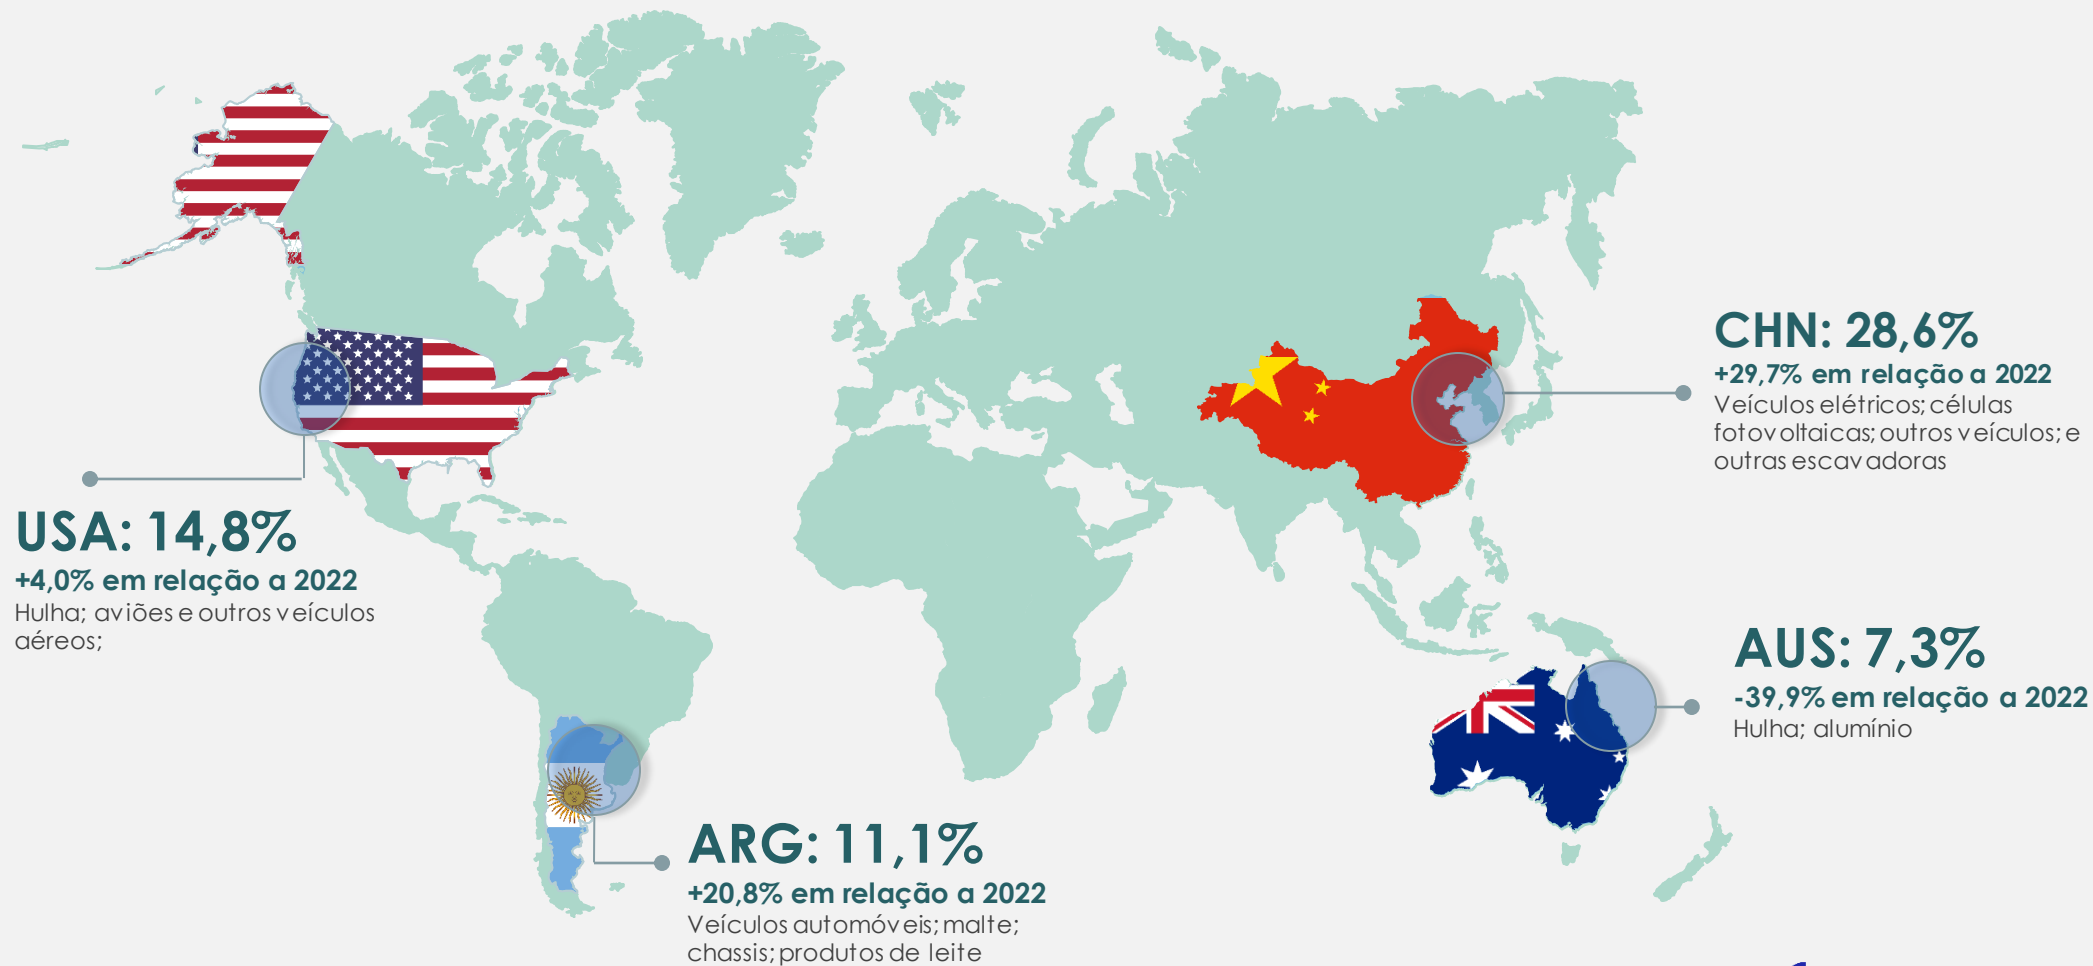 CHN: 28,6%
+29,7% em relação a 2022
Veículos elétricos; células
fotovoltaicas; outros veículos; e
outras escavadoras
USA: 14,8%
+4,0% em relação a 2022
Hulha; aviões e outros veículos
aéreos;
AUS: 7,3%
-39,9% em relação a 2022
Hulha; alumínio
ARG: 11,1%
+20,8% em relação a 2022
Veículos automóveis; malte;
chassis; produtos de leite